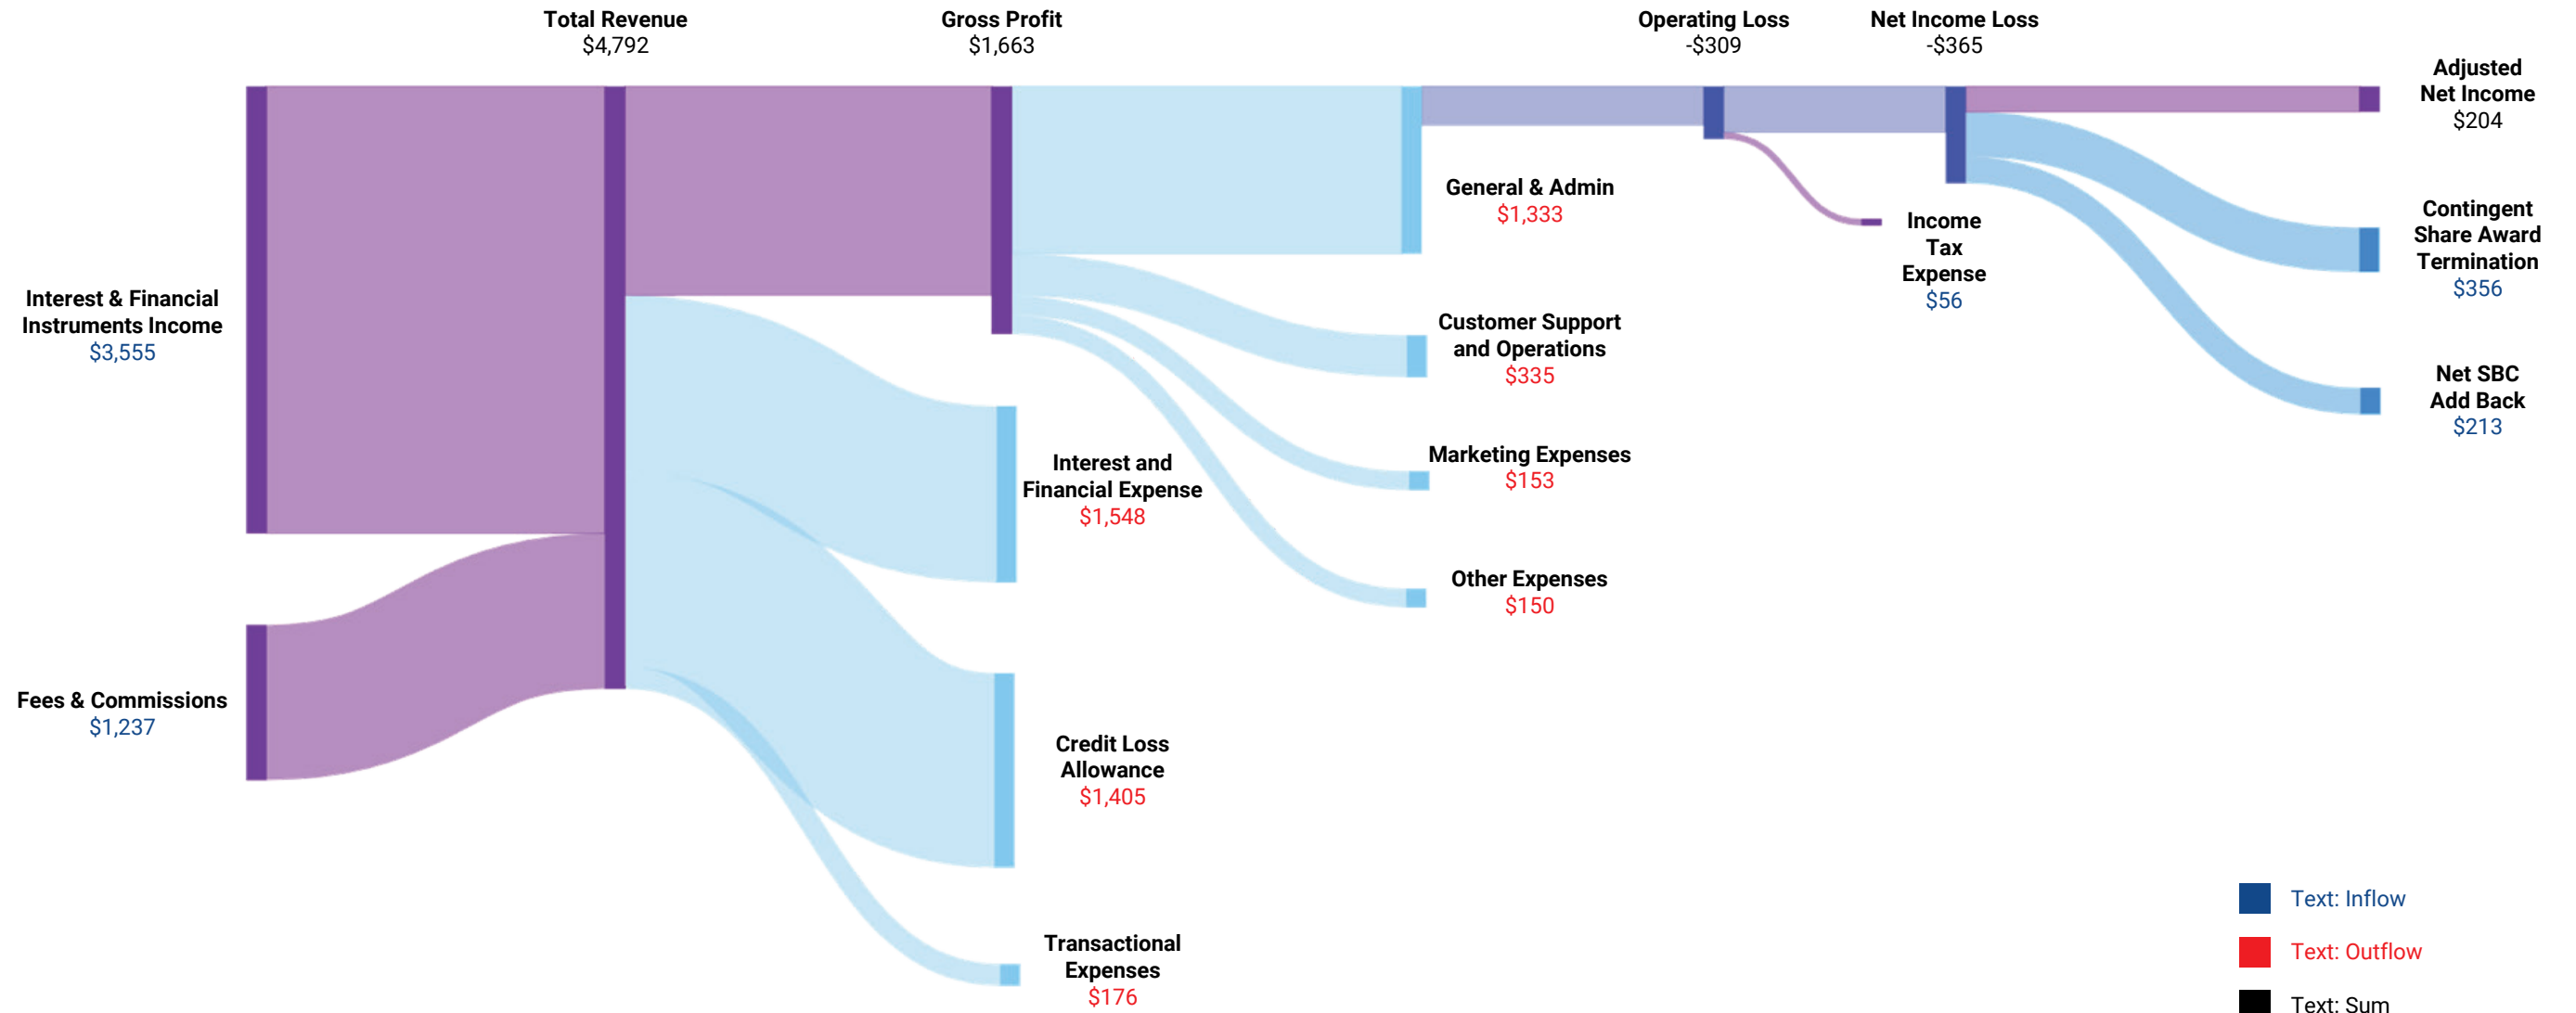 Total Revenue
$4,792
Gross Profit
$1,663
Operating Loss
-$309
Net Income Loss
-$365
Adjusted
Net Income
$204
Contingent
Share Award
Termination
$356
Net SBC
Add Back
$213
Income
Tax
Expense
$56
General & Admin
$1,333
Customer Support
and Operations
$335
Marketing Expenses
$153
Other Expenses
$150
Interest & Financial
Instruments Income
$3,555
Fees & Commissions
$1,237
Interest and
Financial Expense
$1,548
Credit Loss
Allowance
$1,405
Transactional
Expenses
$176
Text: Inflow
Text: Outflow
Text: Sum